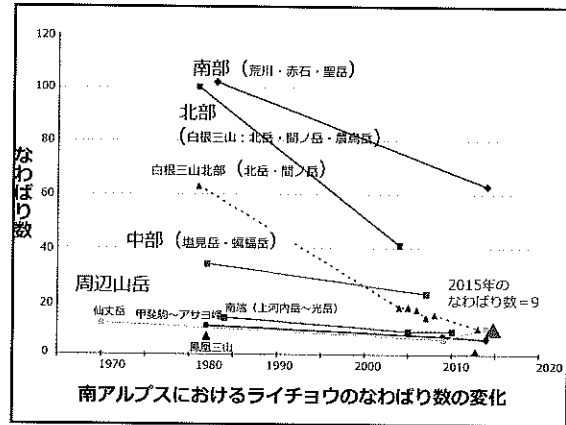 120
100
80
60
40
20
10
0
なわばり数
南部（荒川・赤石・聖岳）
北部
（白根三山：北岳・間ノ岳・農鳥岳）
白根三山北部（北岳・間ノ岳）
中部（塩見岳・蝙蝠岳）
周辺山岳
仙丈岳
甲斐駒～アサヨ峰
南端（上河内岳～光岳）
鳳凰三山
2015年の
なわばり数＝9
1970
1980
1990
2000
2010
2020
南アルプスにおけるライチョウのなわばり数の変化